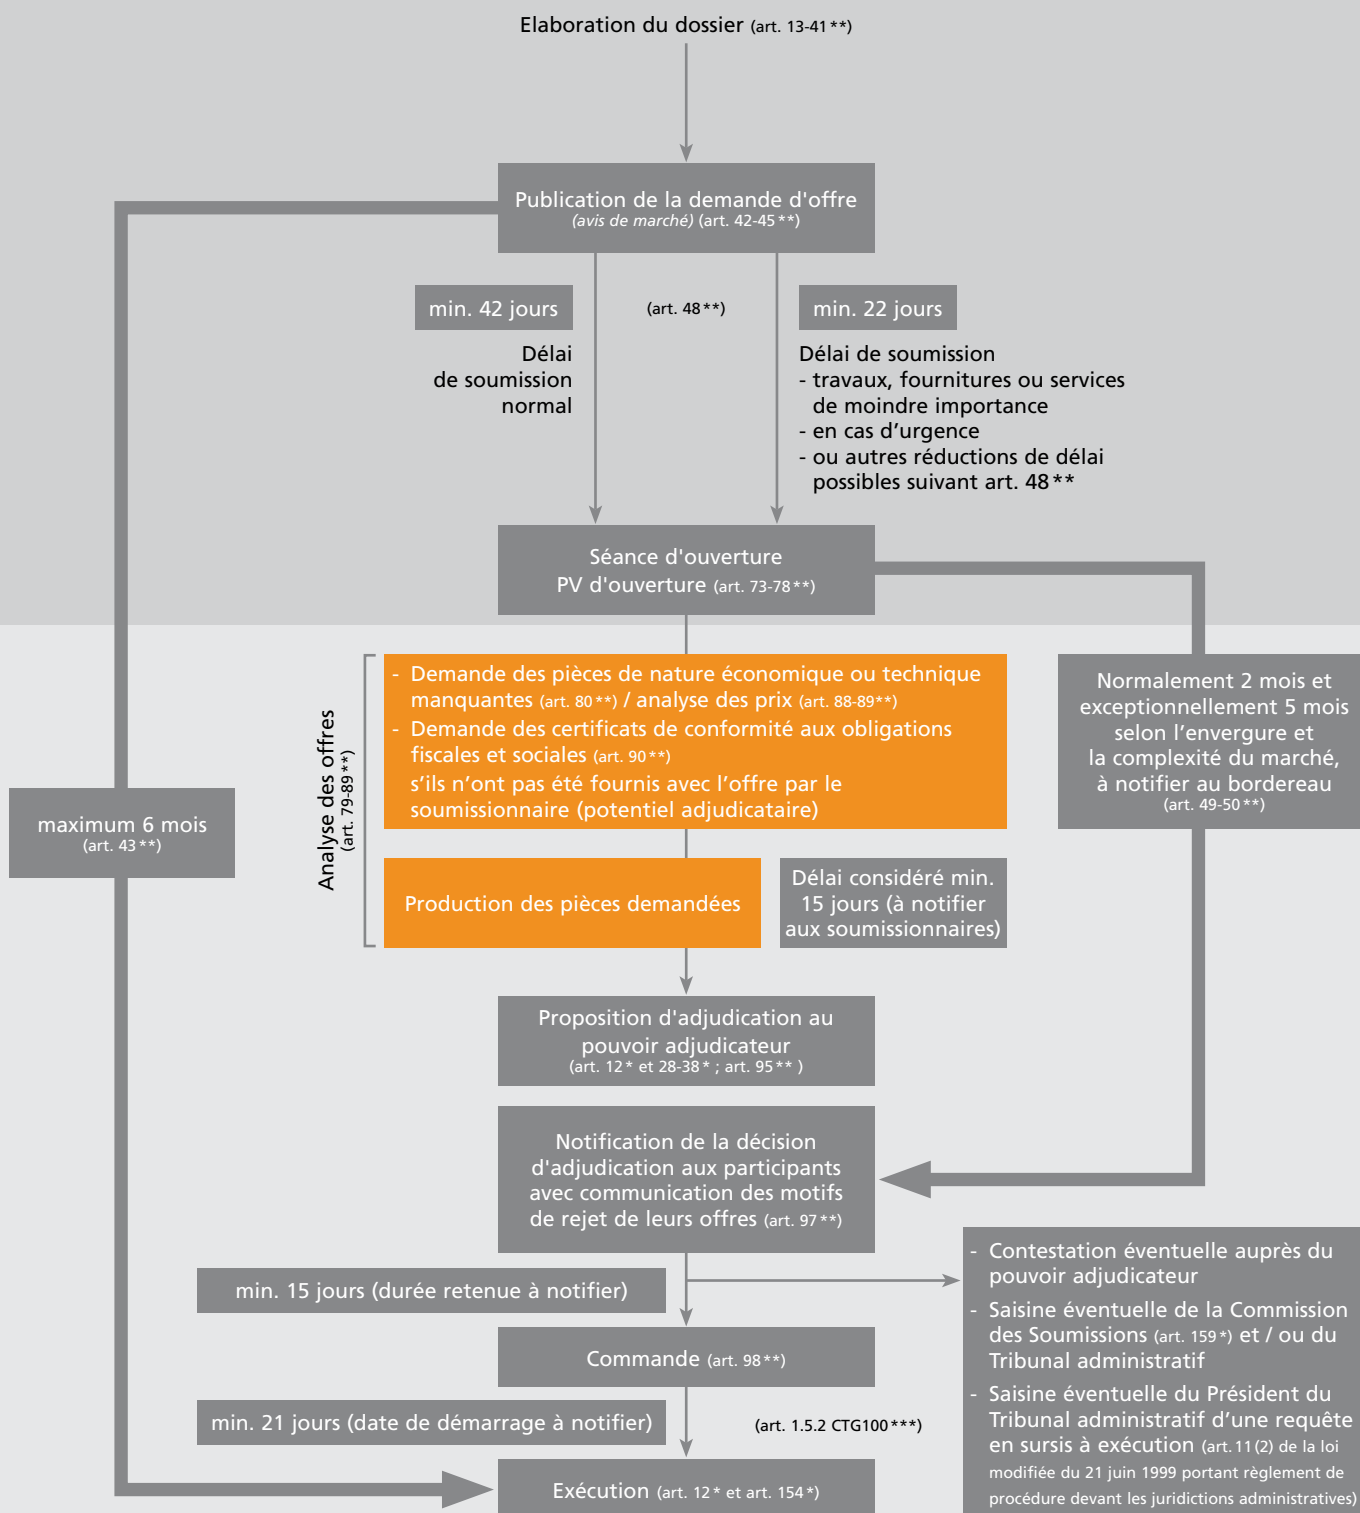 Elaboration du dossier (art. 13-41**)
Publication de la demande d'offre
(avis de marché) (art. 42-45**)
min. 42 jours
(art. 48**)
min. 22 jours
Délai
de soumission
normal
Délai de soumission
- travaux, fournitures ou services
de moindre importance
- en cas d’urgence
- ou autres réductions de délai
possibles suivant art. 48**
Séance d'ouverture
PV d'ouverture (art. 73-78**)
Analyse des offres
(art. 79-89**)
- Demande des pièces de nature économique ou technique
manquantes (art. 80**) / analyse des prix (art. 88-89**)
- Demande des certificats de conformité aux obligations
fiscales et sociales (art. 90**)
s’ils n’ont pas été fournis avec l’offre par le
soumissionnaire (potentiel adjudicataire)
Normalement 2 mois et
exceptionnellement 5 mois
selon l’envergure et
la complexité du marché,
à notifier au bordereau
(art. 49-50**)
maximum 6 mois
(art. 43**)
Production des pièces demandées
Délai considéré min.
15 jours (à notifier
aux soumissionnaires)
Proposition d'adjudication au
pouvoir adjudicateur
(art. 12* et 28-38* ; art. 95** )
Notification de la décision
d'adjudication aux participants
avec communication des motifs
de rejet de leurs offres (art. 97**)
min. 15 jours (durée retenue à notifier)
- Contestation éventuelle auprès du
pouvoir adjudicateur
- Saisine éventuelle de la Commission
des Soumissions (art. 159*) et / ou du
Tribunal administratif
- Saisine éventuelle du Président du
Tribunal administratif d’une requête
en sursis à exécution (art. 11(2) de la loi
modifiée du 21 juin 1999 portant règlement de
procédure devant les juridictions administratives)
Commande (art. 98**)
min. 21 jours (date de démarrage à notifier)
(art. 1.5.2 CTG100***)
Exécution (art. 12* et art. 154*)